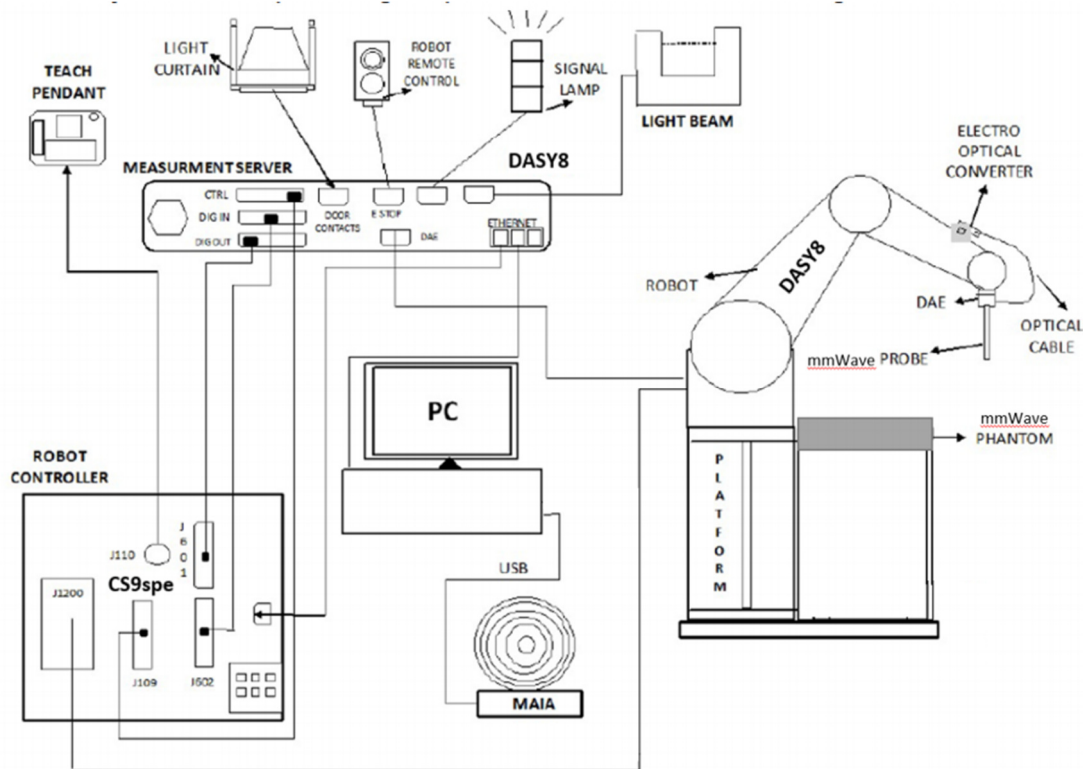 LIGHT
CURTAIN
ROBOT
REMOTE
CONTROL
SIGNAL
LAMP
LIGHT BEAM
TEACH
PENDANT
MEASURMENT SERVER
DASY8
CTRL
DIG IN
DIG OUT
DOOR
CONTACTS
E STOP
DAE
ETHERNET
ELECTRO
OPTICAL
CONVERTER
ROBOT
DASY8
DAE
OPTICAL
CABLE
mmWave PROBE
mmWave
PHANTOM
PLATFORM
PC
USB
MAIA
ROBOT
CONTROLLER
J601
J110
CS9spe
J1200
J109
J602